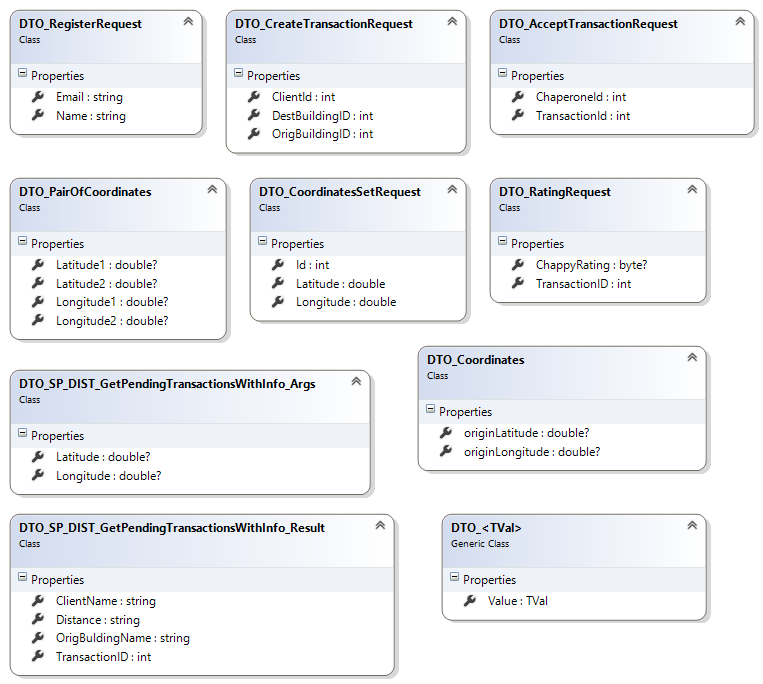 DTO_RegisterRequest
Class
Properties
Email : string
Name : string
DTO_CreateTransactionRequest
Class
Properties
ClientId : int
DestBuildingID : int
OrigBuildingID : int
DTO_AcceptTransactionRequest
Class
Properties
ChaperoneId : int
TransactionId : int
DTO_PairOfCoordinates
Class
Properties
Latitude1 : double?
Latitude2 : double?
Longitude1 : double?
Longitude2 : double?
DTO_CoordinatesSetRequest
Class
Properties
Id : int
Latitude : double
Longitude : double
DTO_RatingRequest
Class
Properties
ChappyRating : byte?
TransactionID : int
DTO_SP_DIST_GetPendingTransactionsWithInfo_Args
Class
Properties
Latitude : double?
Longitude : double?
DTO_Coordinates
Class
Properties
originLatitude : double?
originLongitude : double?
DTO_SP_DIST_GetPendingTransactionsWithInfo_Result
Class
Properties
ClientName : string
Distance : string
OrigBuldingName : string
TransactionID : int
DTO_<TVal>
Generic Class
Properties
Value : TVal